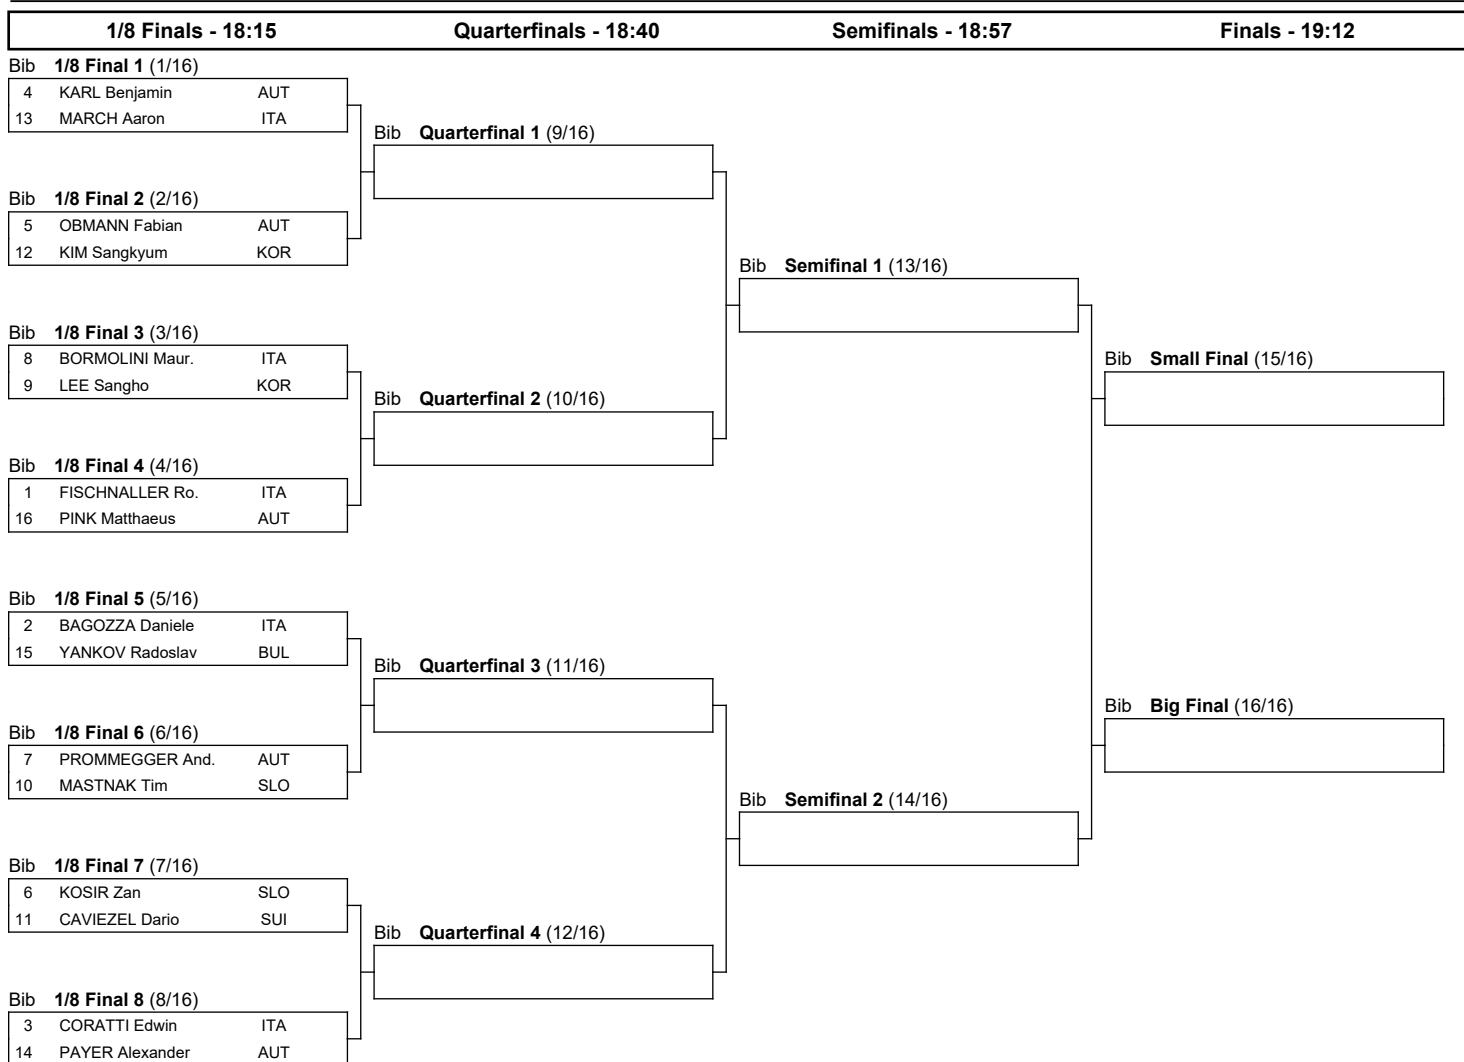 1/8 Finals - 18:15 Quarterfinals - 18:40 Semifinals - 18:57 Finals - 19:12
Bib 1/8 Final 1 (1/16)
4 KARL Benjamin AUT
13 MARCH Aaron ITA
Bib 1/8 Final 2 (2/16)
5 OBMANN Fabian AUT
12 KIM Sangkyum KOR
Bib 1/8 Final 3 (3/16)
8 BORMOLINI Maur. ITA
9 LEE Sangho KOR
Bib 1/8 Final 4 (4/16)
1 FISCHNALLER Ro. ITA
16 PINK Matthaeus AUT
Bib 1/8 Final 5 (5/16)
2 BAGOZZA Daniele ITA
15 YANKOV Radoslav BUL
Bib 1/8 Final 6 (6/16)
7 PROMMEGGER And. AUT
10 MASTNAK Tim SLO
Bib 1/8 Final 7 (7/16)
6 KOSIR Zan SLO
11 CAVIEZEL Dario SUI
Bib 1/8 Final 8 (8/16)
3 CORATTI Edwin ITA
14 PAYER Alexander AUT
Bib Quarterfinal 1 (9/16)
Bib Quarterfinal 2 (10/16)
Bib Quarterfinal 3 (11/16)
Bib Quarterfinal 4 (12/16)
Bib Semifinal 1 (13/16)
Bib Semifinal 2 (14/16)
Bib Small Final (15/16)
Bib Big Final (16/16)